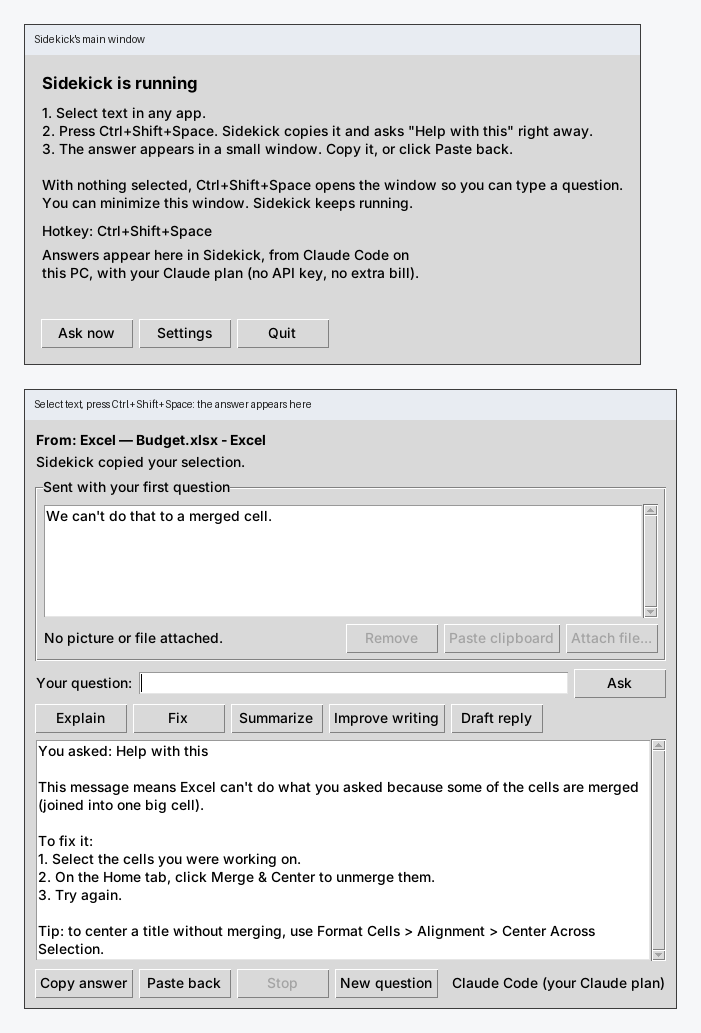 Sidekick's main window
Sidekick is running
1. Select text in any app.
2. Press Ctrl+Shift+Space. Sidekick copies it and asks "Help with this" right away.
3. The answer appears in a small window. Copy it, or click Paste back.
With nothing selected, Ctrl+Shift+Space opens the window so you can type a question.
You can minimize this window. Sidekick keeps running.
Hotkey: Ctrl+Shift+Space
Answers appear here in Sidekick, from Claude Code on
this PC, with your Claude plan (no API key, no extra bill).
Ask now Settings Quit
Select text, press Ctrl+Shift+Space: the answer appears here
From: Excel — Budget.xlsx - Excel
Sidekick copied your selection.
Sent with your first question
We can't do that to a merged cell.
No picture or file attached. Remove Paste clipboard Attach file...
Your question: Ask
Explain Fix Summarize Improve writing Draft reply
You asked: Help with this
This message means Excel can't do what you asked because some of the cells are merged
(joined into one big cell).
To fix it:
1. Select the cells you were working on.
2. On the Home tab, click Merge & Center to unmerge them.
3. Try again.
Tip: to center a title without merging, use Format Cells > Alignment > Center Across
Selection.
Copy answer Paste back Stop New question Claude Code (your Claude plan)